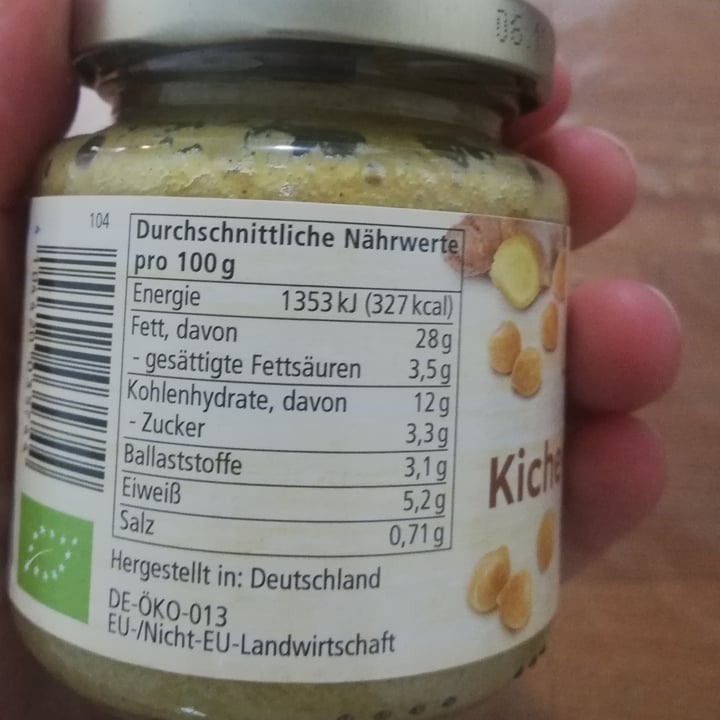 104
Durchschnittliche Nährwerte
pro 100 g
Energie 1353 kJ (327 kcal)
Fett, davon 28 g
- gesättigte Fettsäuren 3,5 g
Kohlenhydrate, davon 12 g
- Zucker 3,3 g
Ballaststoffe 3,1 g
Eiweiß 5,2 g
Salz 0,71 g
Kiche
Hergestellt in: Deutschland
DE-ÖKO-013
EU-/Nicht-EU-Landwirtschaft